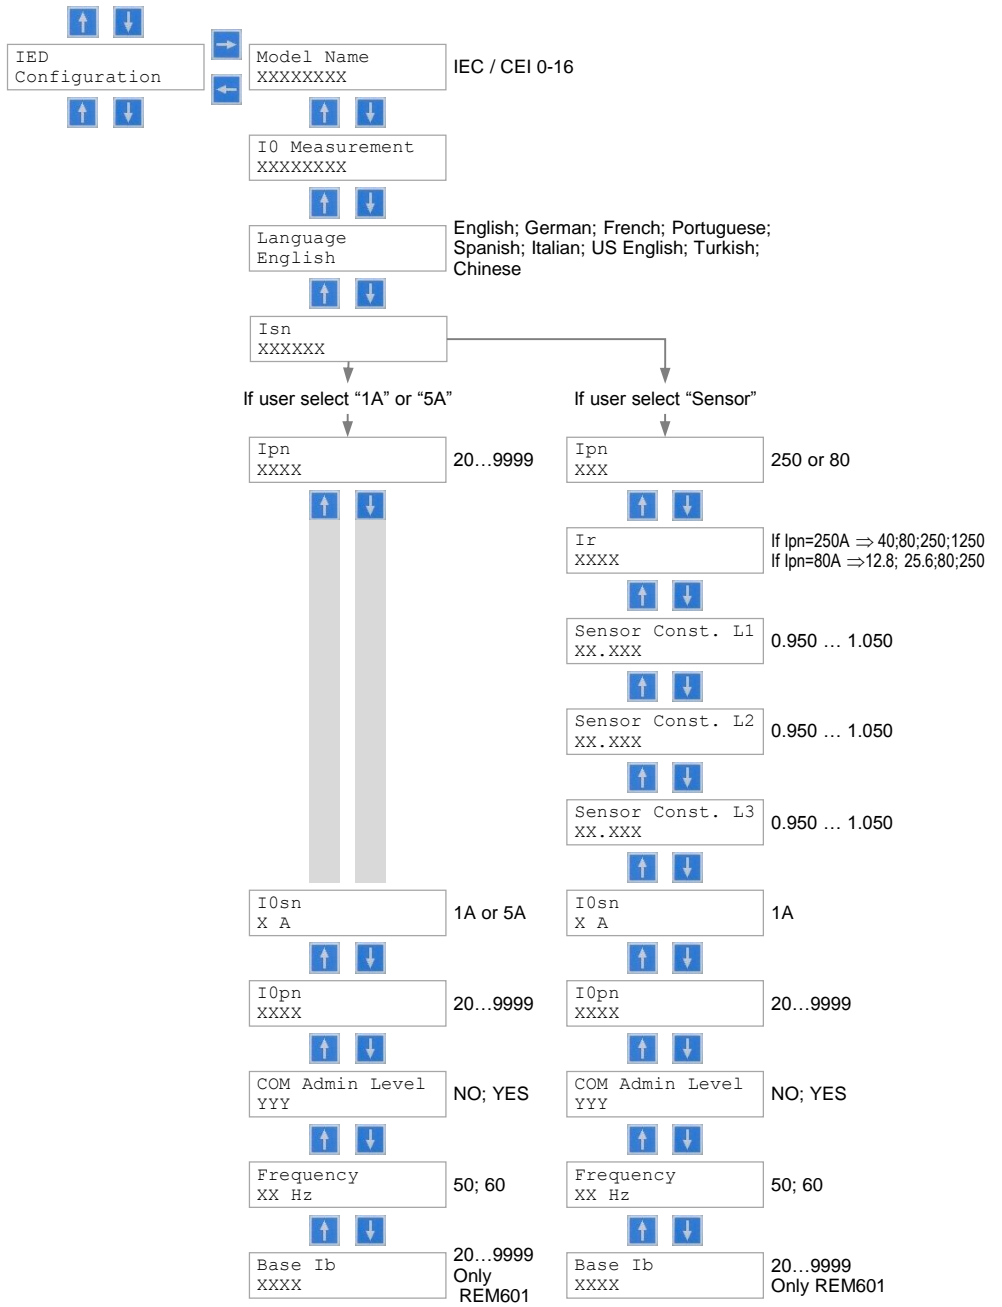 IED
Configuration
Model Name
XXXXXXXX
IEC / CEI 0-16
I0 Measurement
XXXXXXXX
Language
English
English; German; French; Portuguese;
Spanish; Italian; US English; Turkish;
Chinese
Isn
XXXXXX
If user select “1A” or “5A”
If user select “Sensor”
Ipn
XXXX
20…9999
Ipn
XXX
250 or 80
Ir
XXXX
If Ipn=250A ⇒ 40;80;250;1250
If Ipn=80A ⇒12.8; 25.6;80;250
Sensor Const. L1
XX.XXX
0.950 … 1.050
Sensor Const. L2
XX.XXX
0.950 … 1.050
Sensor Const. L3
XX.XXX
0.950 … 1.050
I0sn
X A
1A or 5A
I0sn
X A
1A
I0pn
XXXX
20…9999
I0pn
XXXX
20…9999
COM Admin Level
YYY
NO; YES
COM Admin Level
YYY
NO; YES
Frequency
XX Hz
50; 60
Frequency
XX Hz
50; 60
Base Ib
XXXX
20…9999
Only
REM601
Base Ib
XXXX
20…9999
Only REM601